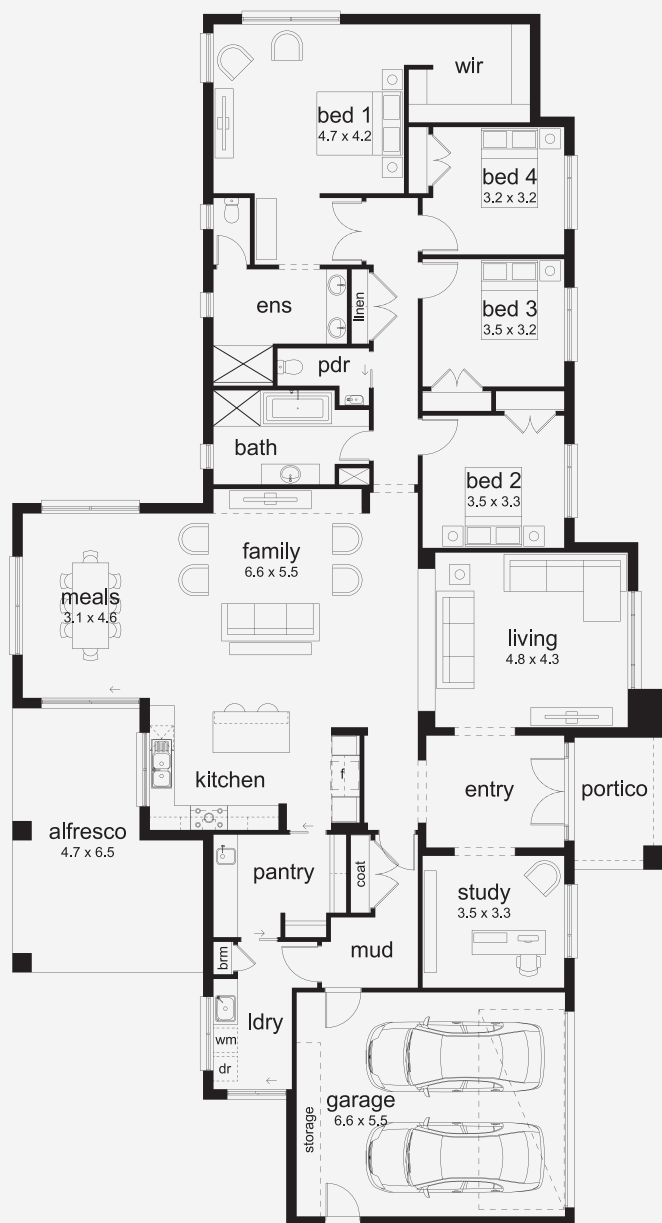 wir
bed 1
4.7 x 4.2
bed 4
3.2 x 3.2
bed 3
3.5 x 3.2
ens
linen
pdr
bath
bed 2
3.5 x 3.3
family
6.6 x 5.5
meals
3.1 x 4.6
living
4.8 x 4.3
kitchen
f
entry
portico
alfresco
4.7 x 6.5
pantry
coat
study
3.5 x 3.3
mud
brm
ldry
wm
dr
garage
6.6 x 5.5
storage